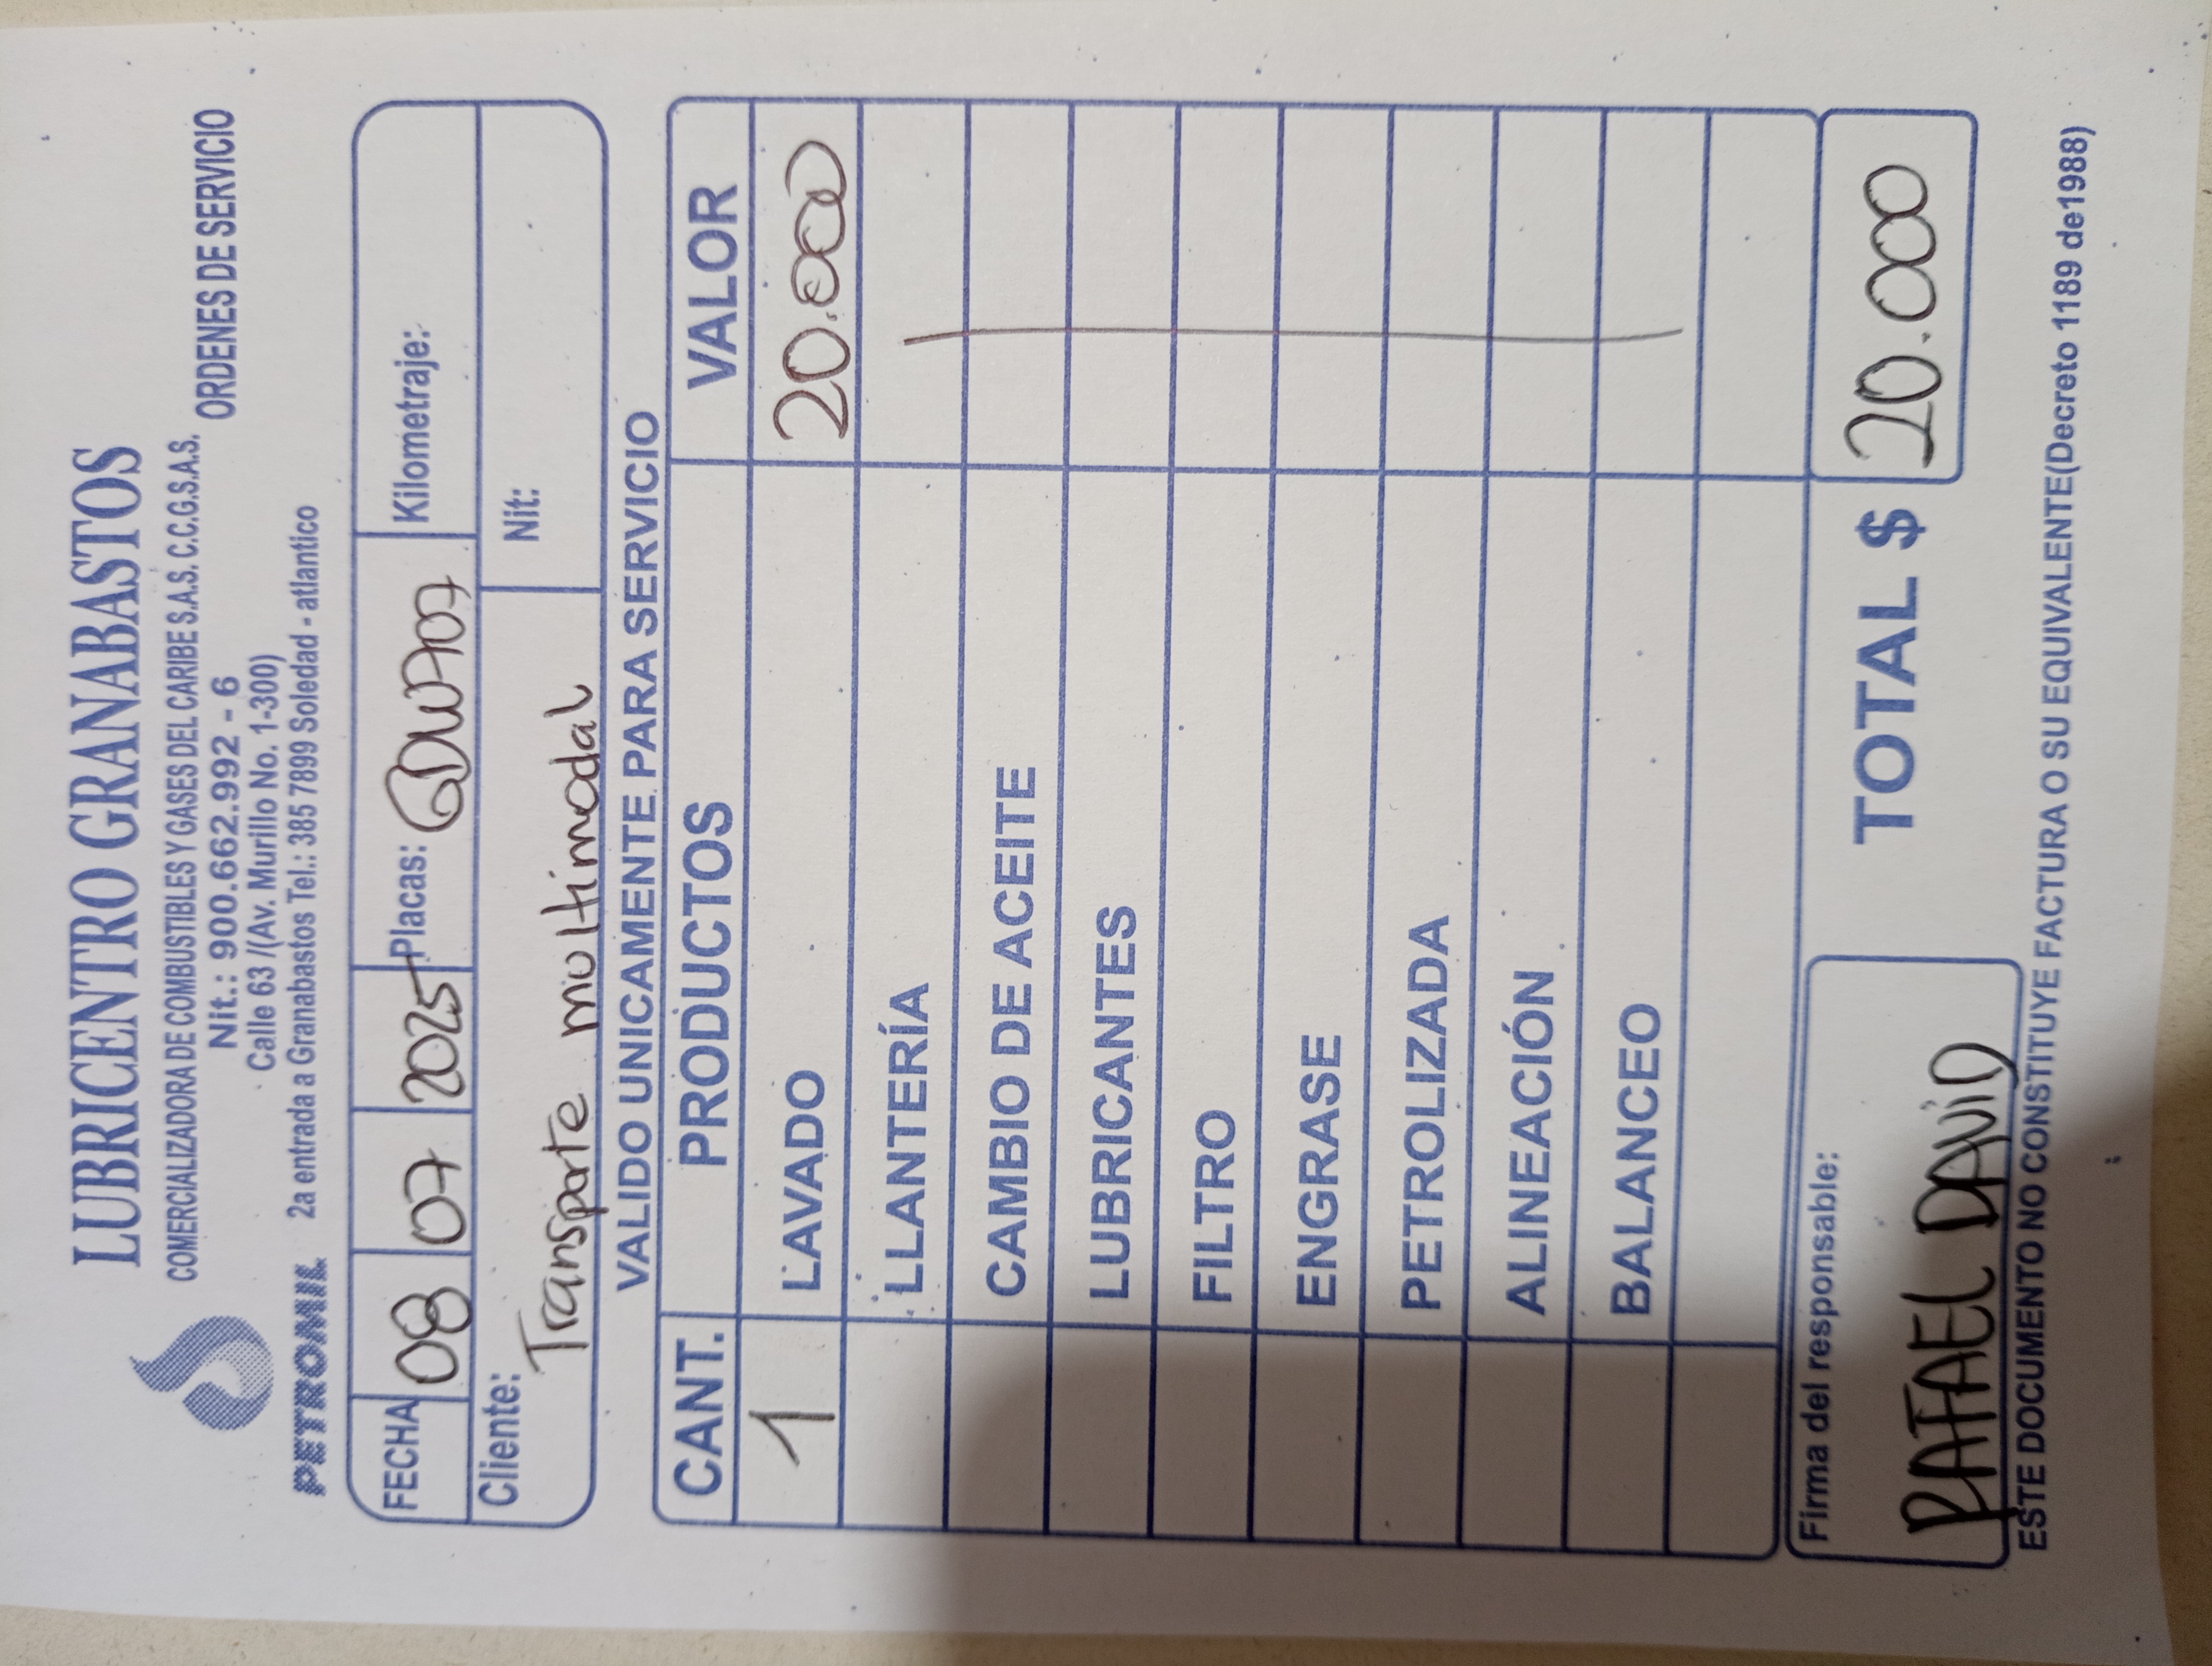 LUBRICENTRO GRANABASTOS
COMERCIALIZADORA DE COMBUSTIBLES Y GASES DEL CARIBE S.A.S. C.C.G.S.A.S.
Nit.: 900.662.992 - 6
ORDENES DE SERVICIO
Calle 63 /(Av. Murillo No. 1-300)
PETROMIL 2a entrada a Granabastos Tel.: 385 7899 Soledad - atlantico
FECHA 08 07 2025 Placas: Kilometraje:
Cliente: Transporte multimodal Nit:
VALIDO UNICAMENTE PARA SERVICIO
CANT. PRODUCTOS VALOR
1 LAVADO 20.000
LLANTERÍA
CAMBIO DE ACEITE
LUBRICANTES
FILTRO
ENGRASE
PETROLIZADA
ALINEACIÓN
BALANCEO
Firma del responsable:
RAFAEL DAVID
TOTAL $ 20.000
ESTE DOCUMENTO NO CONSTITUYE FACTURA O SU EQUIVALENTE(Decreto 1189 de1988)